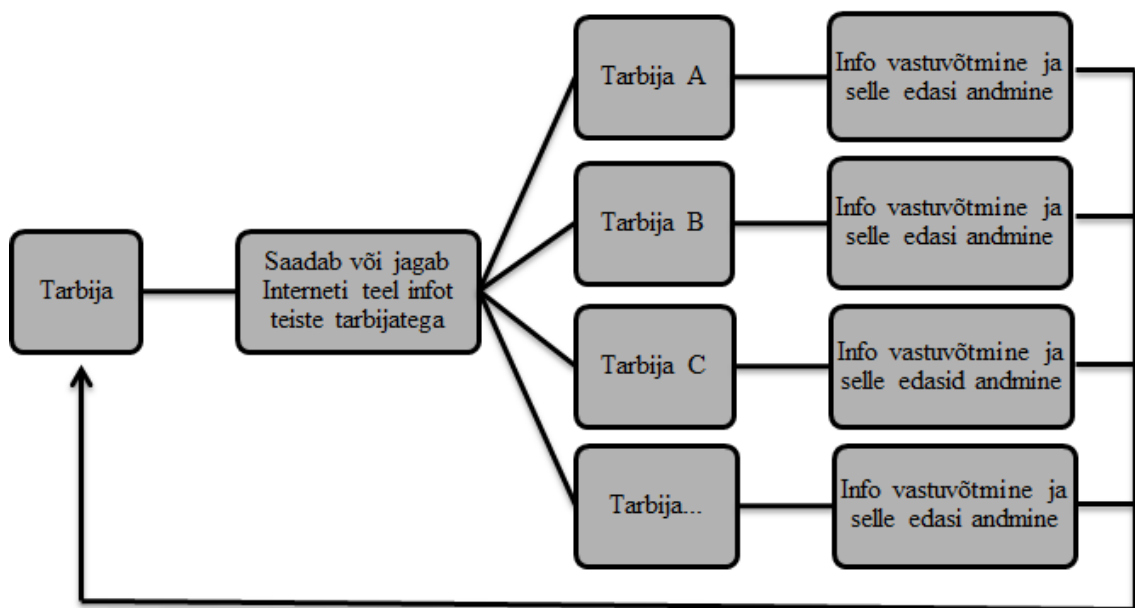 Tarbija
Saadab või jagab
Interneti teel infot
teiste tarbijatega
Tarbija A
Info vastuvõtmine ja
selle edasi andmine
Tarbija B
Info vastuvõtmine ja
selle edasi andmine
Tarbija C
Info vastuvõtmine ja
selle edasid andmine
Tarbija...
Info vastuvõtmine ja
selle edasi andmine